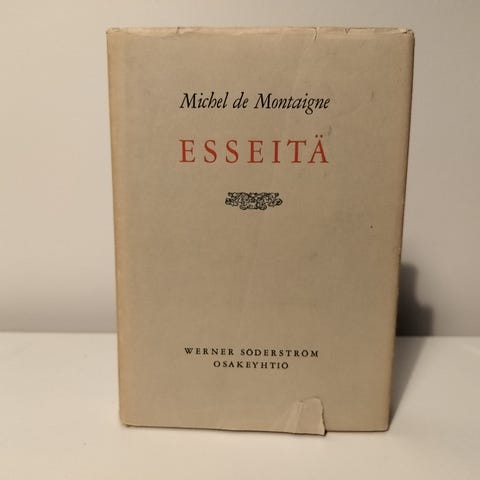 Michel de Montaigne
ESSEITÄ
WERNER SÖDERSTRÖM
OSAKEYHTIÖ